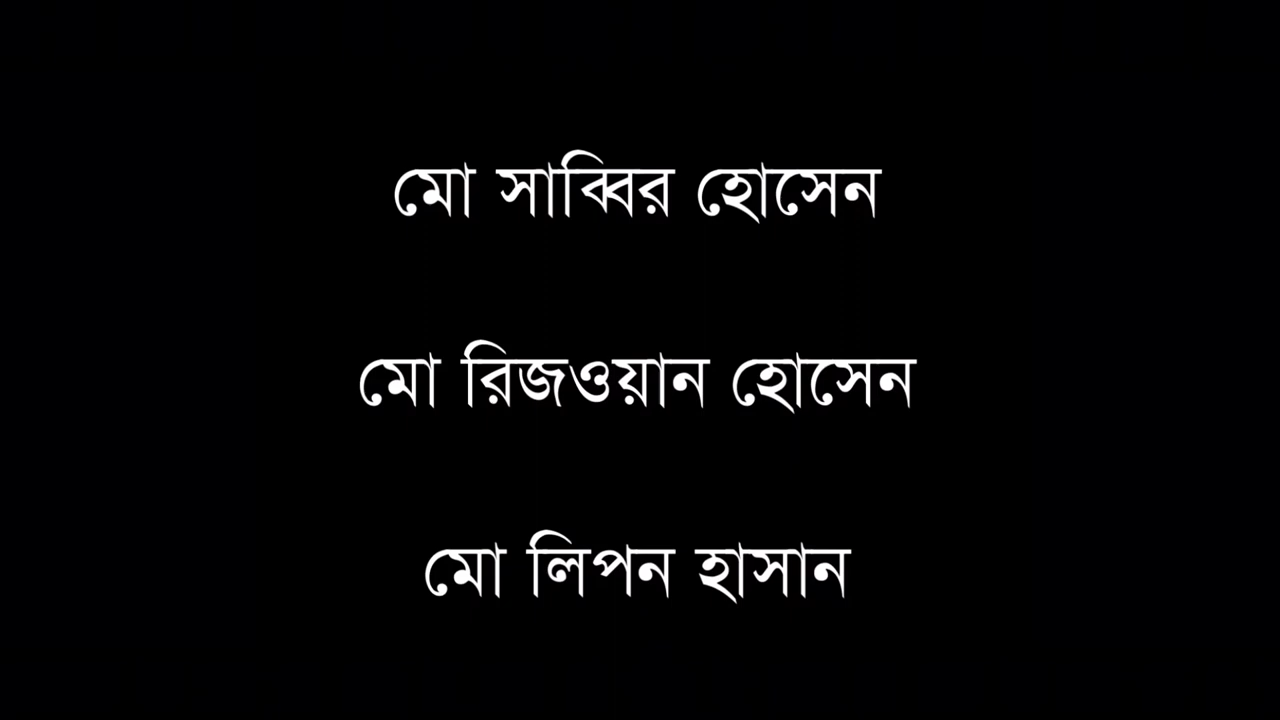 মো সাব্বির হোসেন
মো রিজওয়ান হোসেন
মো লিপন হাসান